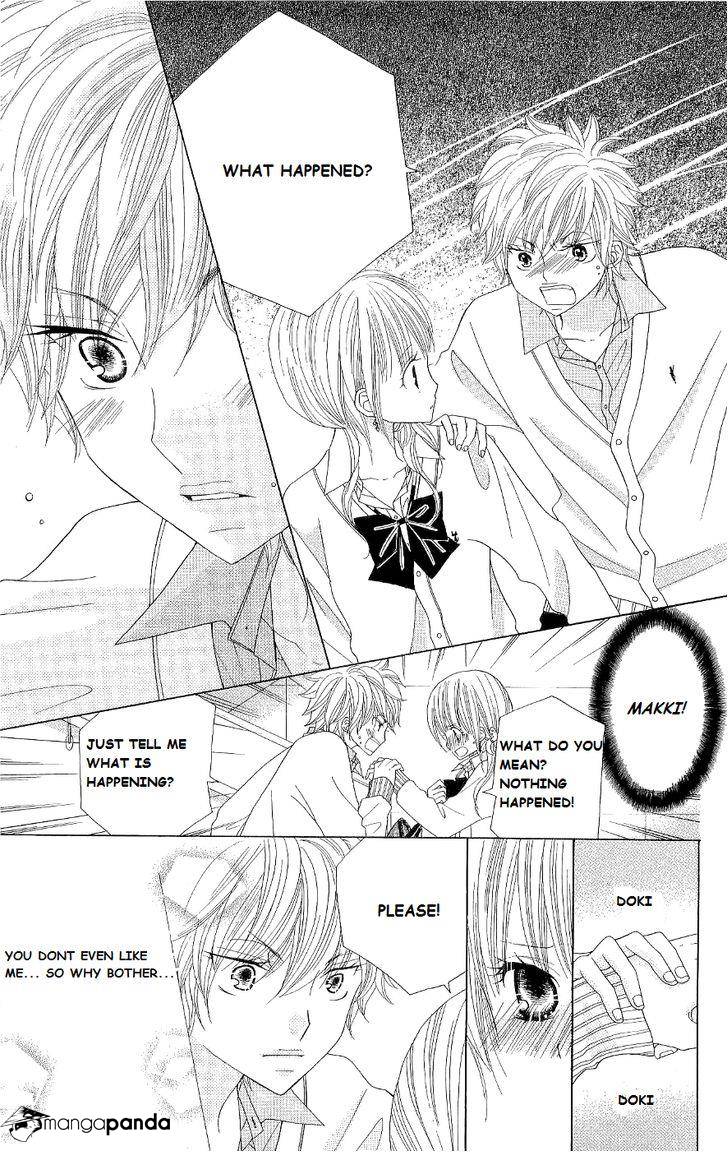 WHAT HAPPENED?
MAKKI!
WHAT DO YOU
MEAN?
NOTHING
HAPPENED!
JUST TELL ME
WHAT IS
HAPPENING?
DOKI
DOKI
PLEASE!
YOU DONT EVEN LIKE
ME... SO WHY BOTHER...
mangapanda